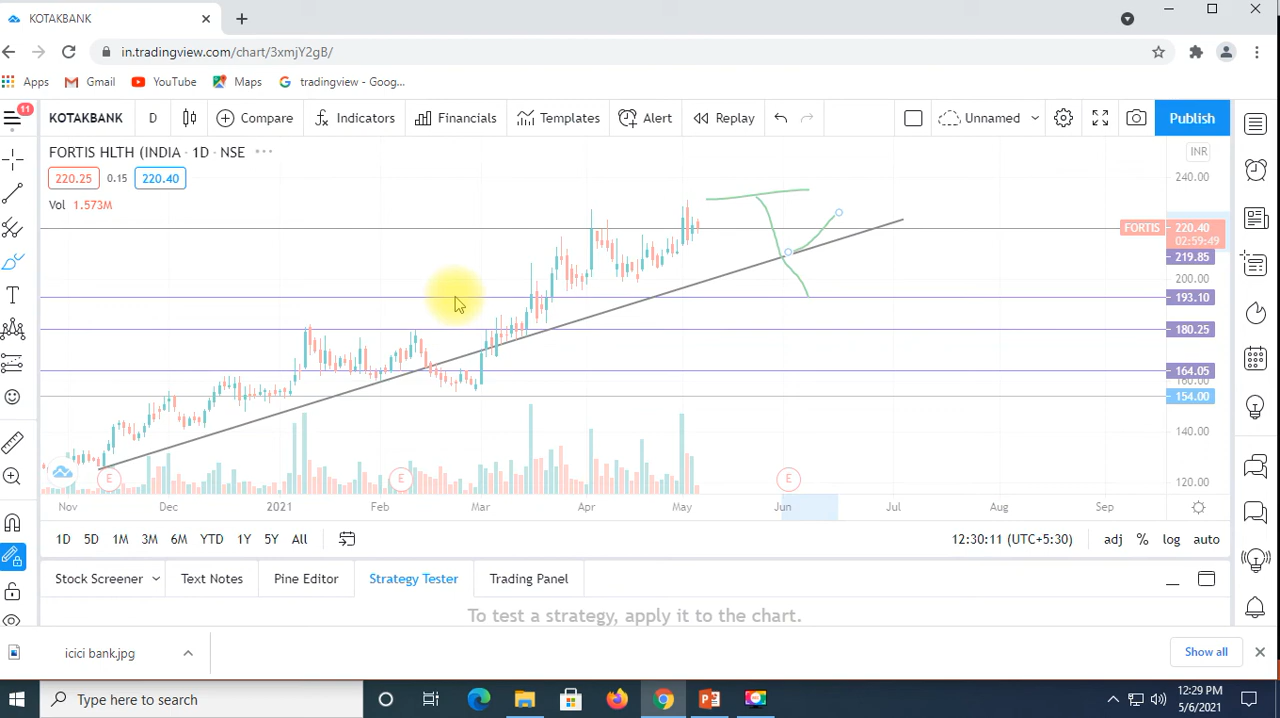 KOTAKBANK
in.tradingview.com/chart/3xmjY2gB/
Apps Gmail YouTube Maps tradingview - Goog...
11
KOTAKBANK D Compare Indicators Financials Templates Alert Replay Unnamed Publish
FORTIS HLTH (INDIA · 1D · NSE
INR
220.25 0.15 220.40
Vol 1.573M
240.00
FORTIS 220.40
02:59:49
219.85
200.00
193.10
180.25
164.05
160.00
154.00
140.00
120.00
E E E
Nov Dec 2021 Feb Mar Apr May Jun Jul Aug Sep
1D 5D 1M 3M 6M YTD 1Y 5Y All 12:30:11 (UTC+5:30) adj % log auto
Stock Screener Text Notes Pine Editor Strategy Tester Trading Panel
To test a strategy, apply it to the chart.
icici bank.jpg Show all
Type here to search
12:29 PM
5/6/2021